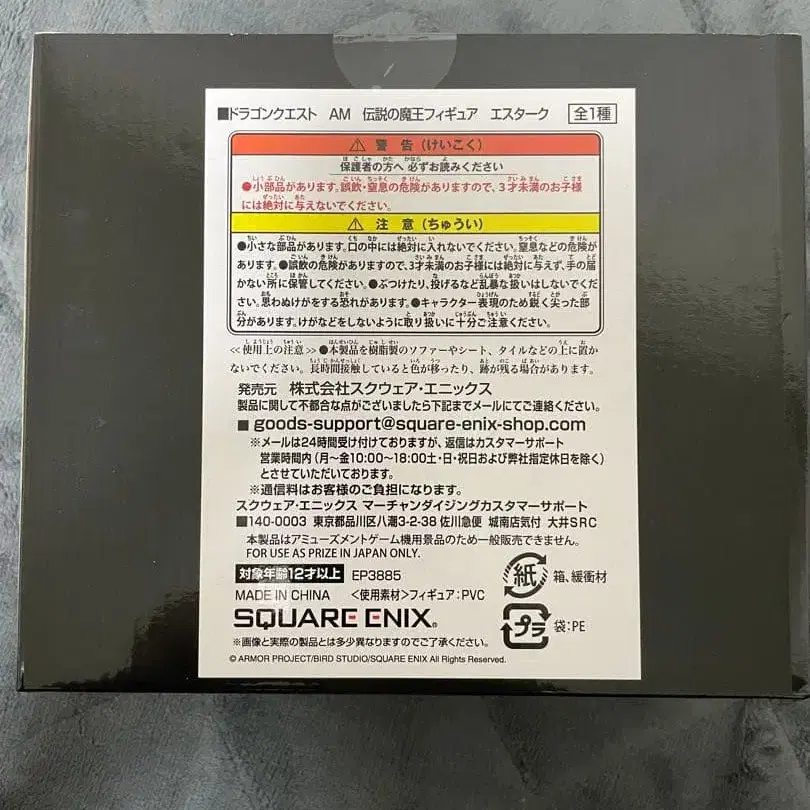 ■ドラゴンクエスト AM 伝説の魔王フィギュア エスターク 全1種
⚠ 警告(けいこく)
保護者の方へ 必ずお読みください
●小部品があります。誤飲・窒息の危険がありますので、3才未満のお子様
には絶対に与えないでください。
⚠ 注意(ちゅうい)
●小さな部品があります。口の中には絶対に入れないでください。窒息などの危険が
あります。●誤飲の危険がありますので、3才未満のお子様には絶対に与えず、手の届
かない所に保管してください。●ぶつけたり、投げるなど乱暴な扱いはしないでくだ
さい。思わぬけがをする恐れがあります。●キャラクター表現のため鋭く尖った部
分があります。けがなどをしないように取り扱いに十分ご注意ください。
≪使用上の注意≫●本製品を樹脂製のソファーやシート、タイルなどの上に置か
ないでください。長時間接触していると色が移ったり、跡が残る場合があります。
発売元 株式会社スクウェア・エニックス
製品に関して不都合な点がございましたら下記までメールにてご連絡ください。
■ goods-support@square-enix-shop.com
※メールは24時間受け付けておりますが、返信はカスタマーサポート
営業時間内(月〜金10:00〜18:00土・日・祝日および弊社指定休日を除く)
とさせていただいております。
※通信料はお客様のご負担になります。
スクウェア・エニックス マーチャンダイジングカスタマーサポート
■140-0003 東京都品川区八潮3-2-38 佐川急便 城南店気付 大井SRC
本製品はアミューズメントゲーム機用景品のため一般販売できません。
FOR USE AS PRIZE IN JAPAN ONLY.
対象年齢12才以上 EP3885
MADE IN CHINA <使用素材>フィギュア:PVC
紙 箱、緩衝材
プラ 袋:PE
SQUARE ENIX®
※画像と実際の製品とは多少異なりますのでご了承ください。
© ARMOR PROJECT/BIRD STUDIO/SQUARE ENIX All Rights Reserved.